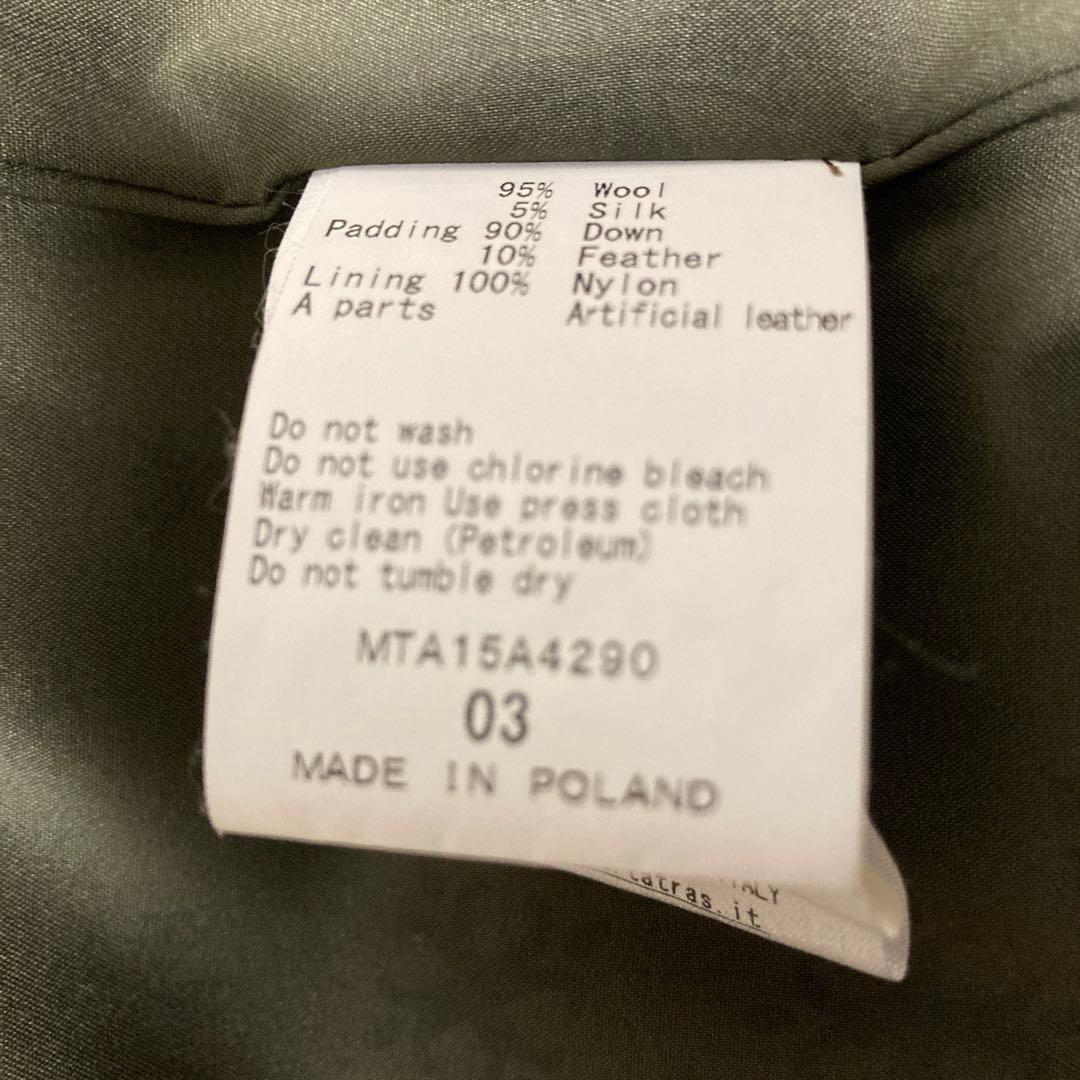 95% Wool
5% Silk
Padding 90% Down
10% Feather
Lining 100% Nylon
A parts Artificial leather
Do not wash
Do not use chlorine bleach
Warm iron Use press cloth
Dry clean (Petroleum)
Do not tumble dry
MTA15A4290
03
MADE IN POLAND
tatras.it